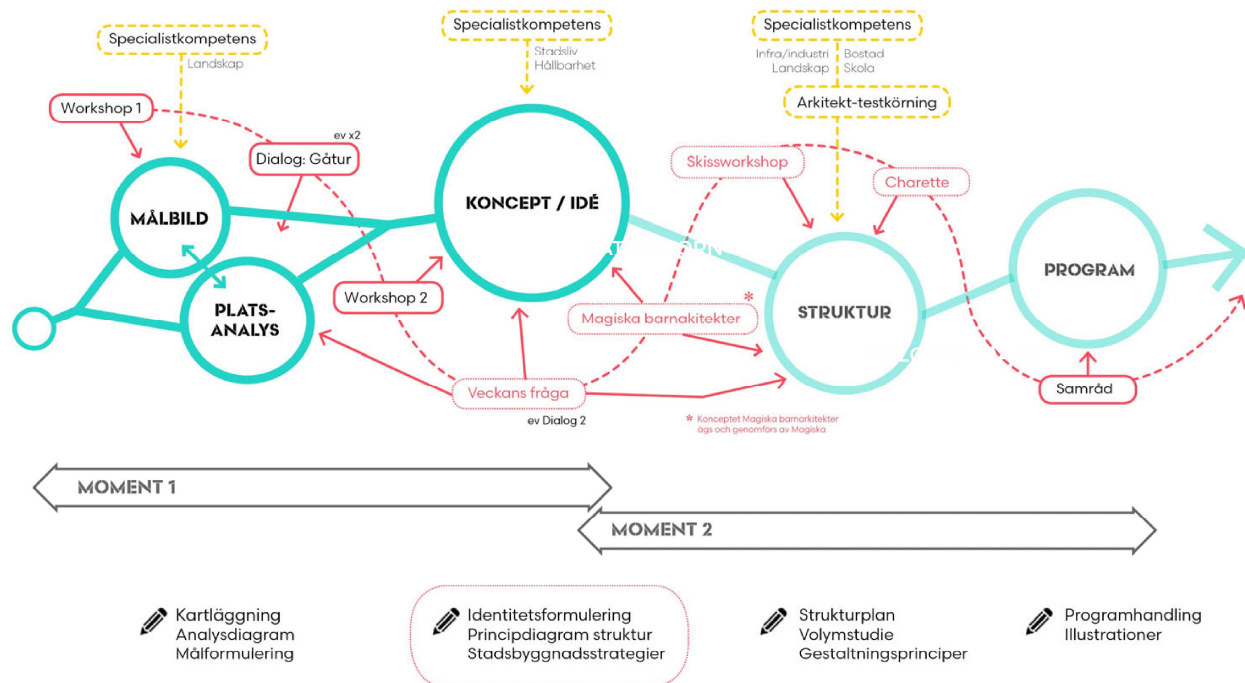 Specialistkompetens
Landskap
Specialistkompetens
Stadsliv
Hållbarhet
Specialistkompetens
Infra/industri
Landskap
Bostad
Skola
Arkitekt-testkörning
Workshop 1
ev x2
Dialog: Gåtur
Skissworkshop
Charette
MÅLBILD
KONCEPT / IDÉ
PLATS-
ANALYS
Workshop 2
Magiska barnakitekter
*
STRUKTUR
PROGRAM
Veckans fråga
ev Dialog 2
Samråd
* Konceptet Magiska barnarkitekter
ägs och genomförs av Magiska
MOMENT 1
MOMENT 2
Kartläggning
Analysdiagram
Målformulering
Identitetsformulering
Principdiagram struktur
Stadsbyggnadsstrategier
Strukturplan
Volymstudie
Gestaltningsprinciper
Programhandling
Illustrationer